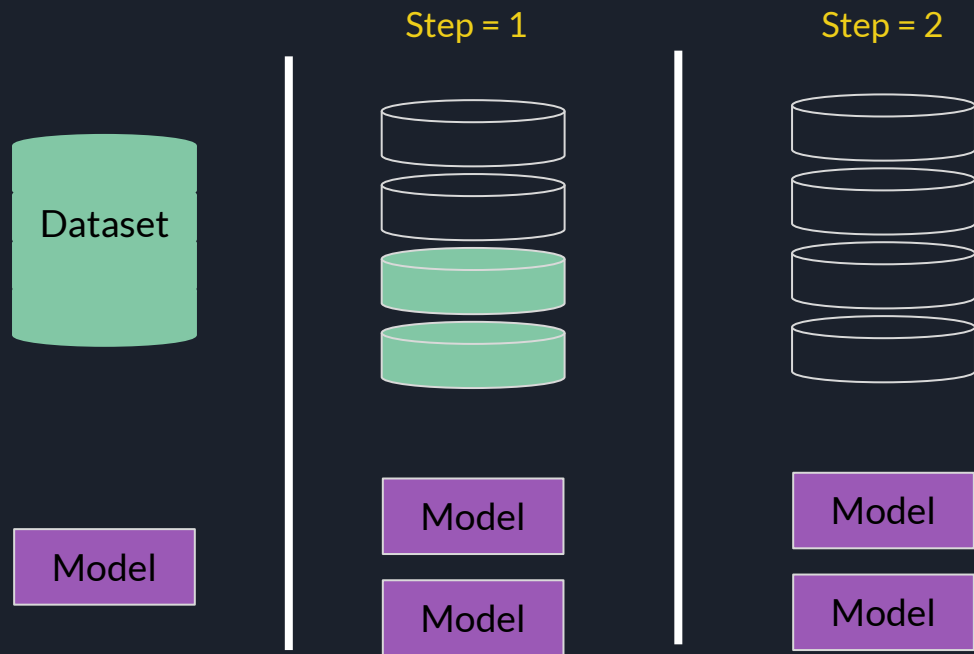 Step = 1
Step = 2
Dataset
Model
Model
Model
Model
Model